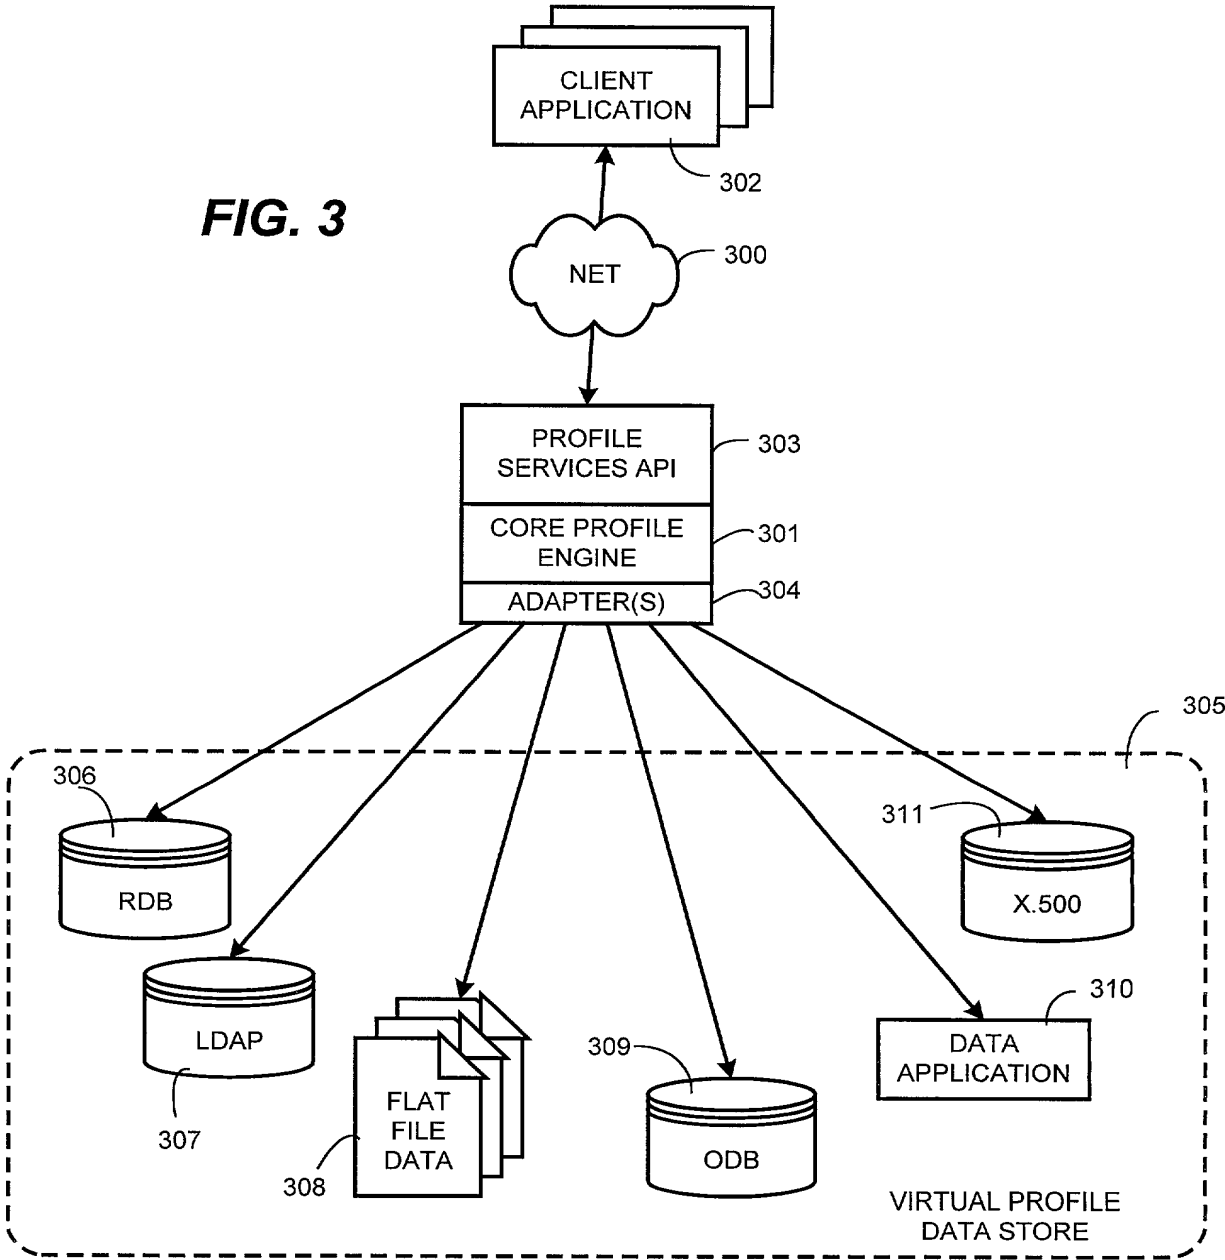 CLIENT
APPLICATION
302
FIG. 3
NET
300
PROFILE
SERVICES API
303
CORE PROFILE
ENGINE
301
ADAPTER(S)
304
305
306
RDB
311
X.500
LDAP
307
FLAT
FILE
DATA
308
309
ODB
310
DATA
APPLICATION
VIRTUAL PROFILE
DATA STORE